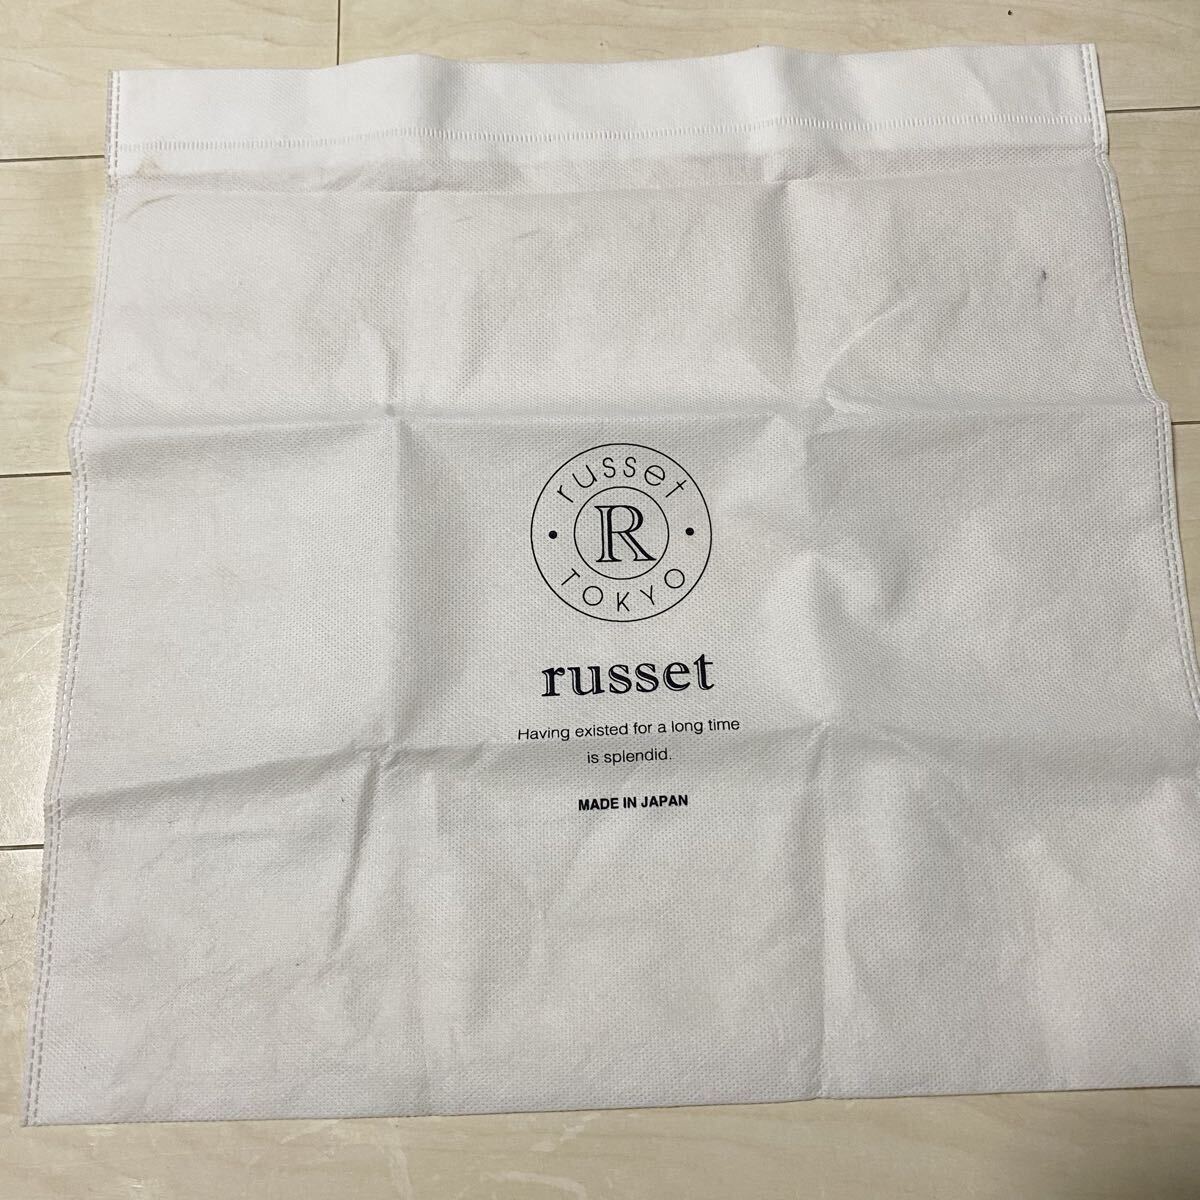 russet
R
TOKYO
russet
Having existed for a long time
is splendid.
MADE IN JAPAN